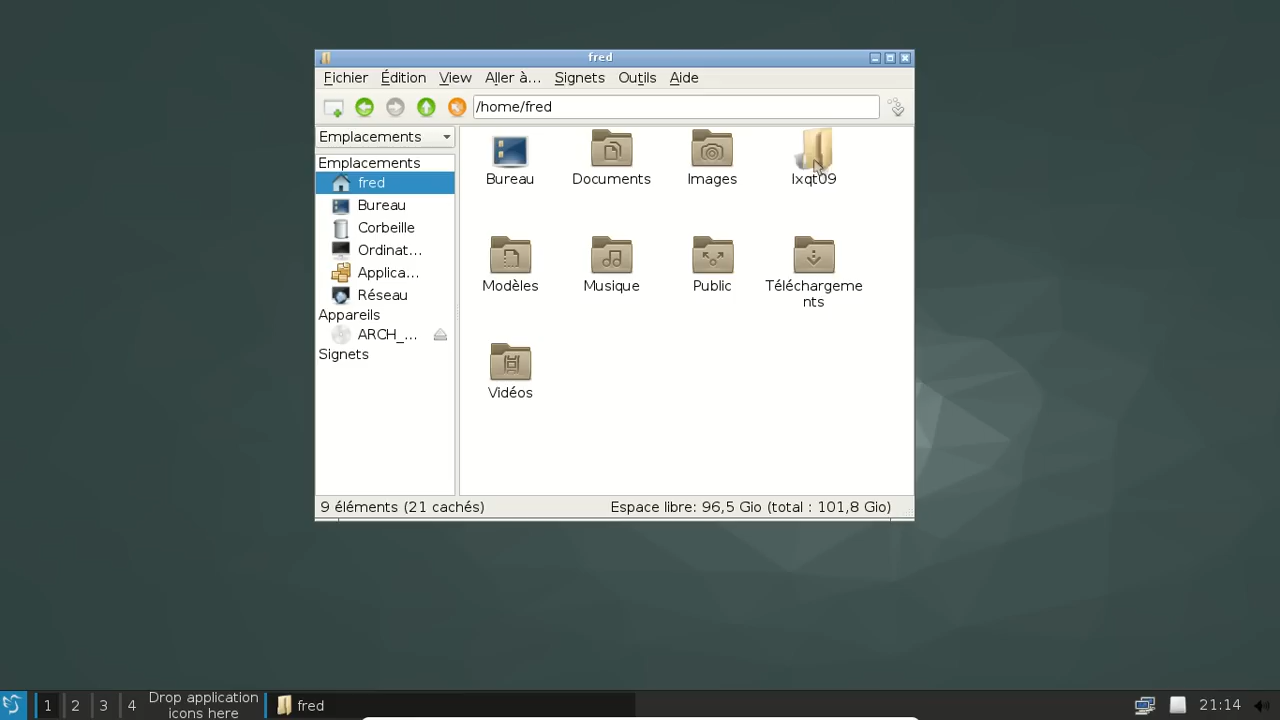 fred
Fichier Édition View Aller à... Signets Outils Aide
/home/fred
Emplacements
Emplacements
fred
Bureau
Corbeille
Ordinat...
Applica...
Réseau
Appareils
ARCH_...
Signets
Bureau Documents Images lxqt09
Modèles Musique Public Téléchargeme
nts
Vidéos
9 éléments (21 cachés) Espace libre: 96,5 Gio (total : 101,8 Gio)
1 2 3 4 Drop application
icons here
fred
21:14